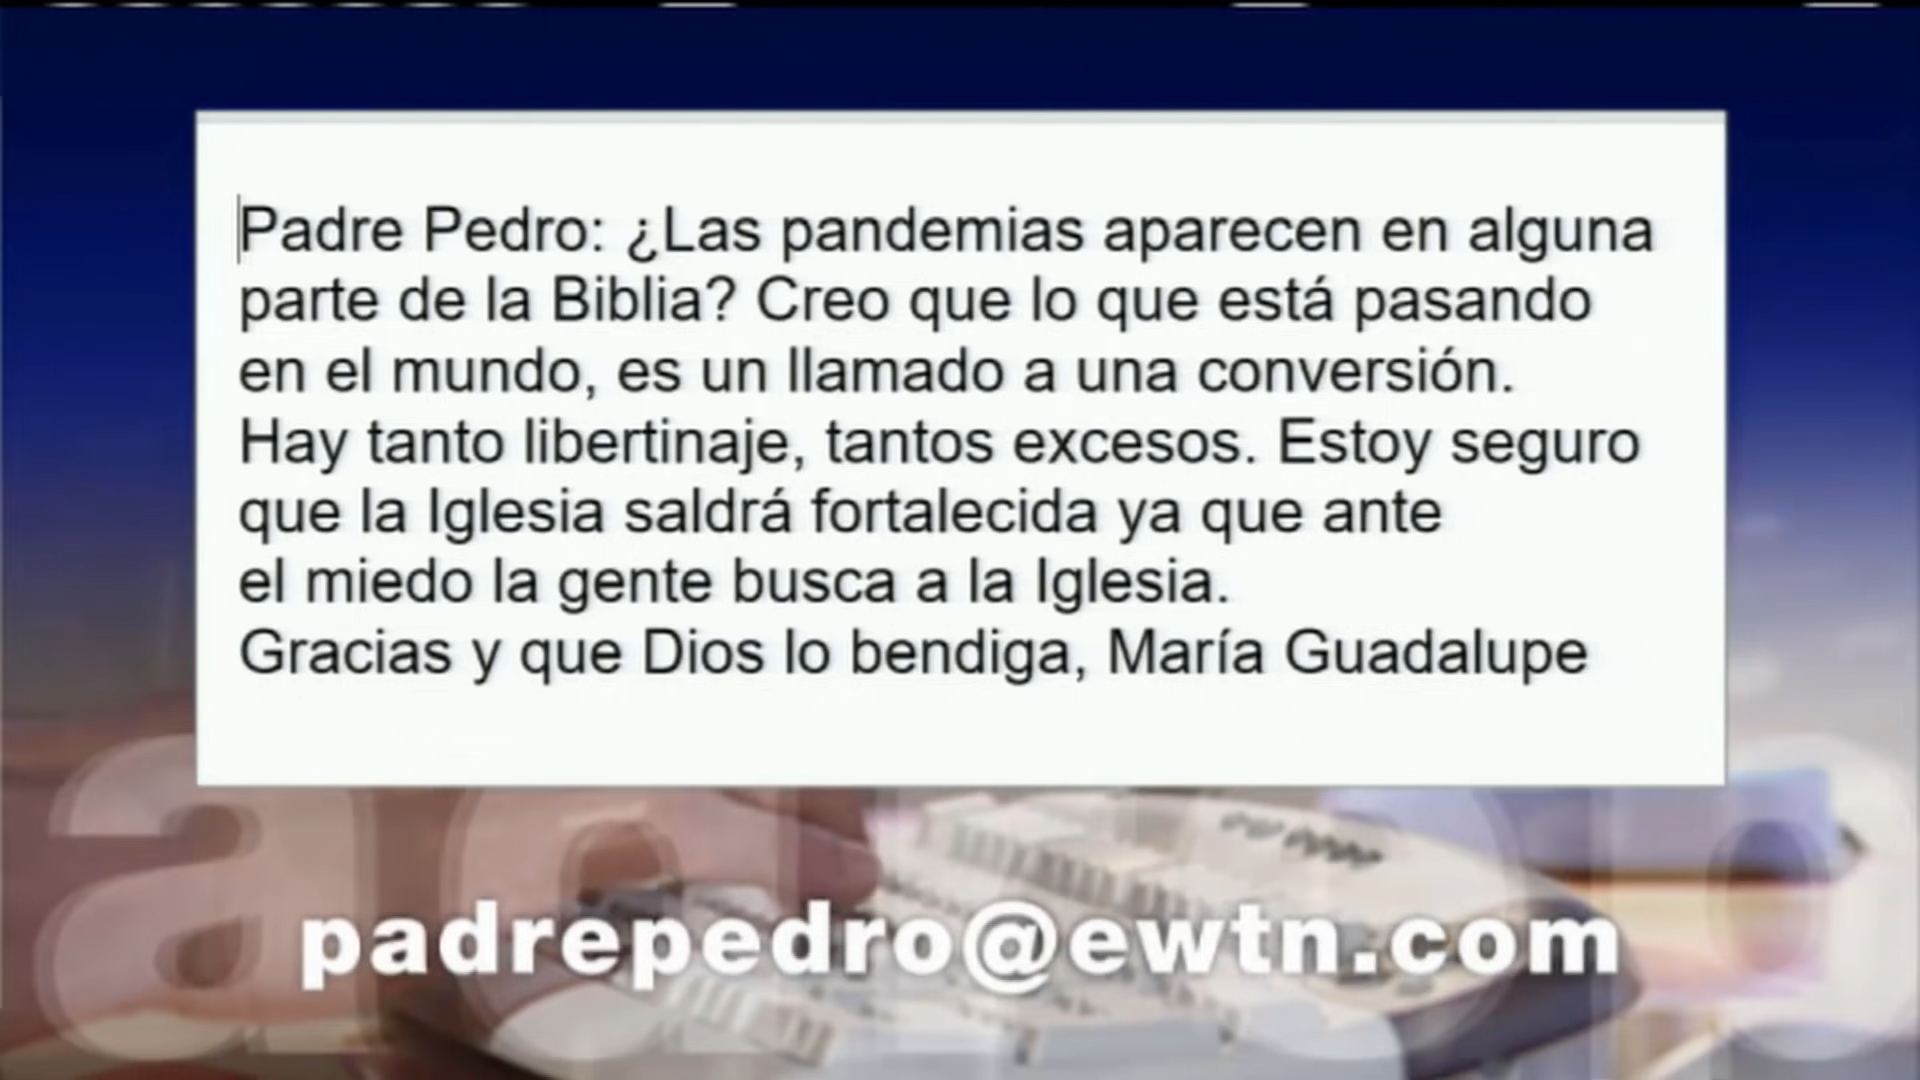 Padre Pedro: ¿Las pandemias aparecen en alguna
parte de la Biblia? Creo que lo que está pasando
en el mundo, es un llamado a una conversión.
Hay tanto libertinaje, tantos excesos. Estoy seguro
que la Iglesia saldrá fortalecida ya que ante
el miedo la gente busca a la Iglesia.
Gracias y que Dios lo bendiga, María Guadalupe
padrepedro@ewtn.com